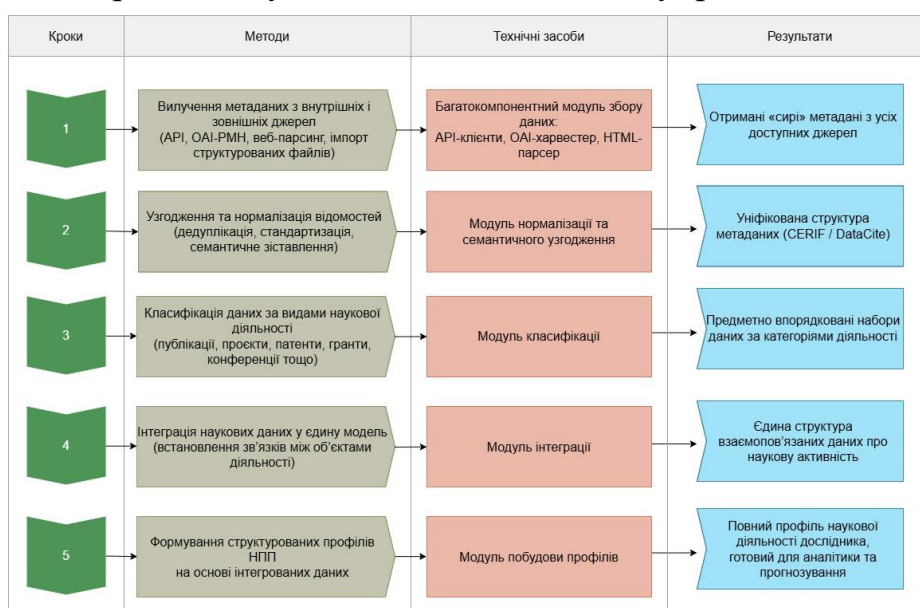 Кроки
Методи
Технічні засоби
Результати
1
Вилучення метаданих з внутрішніх і
зовнішніх джерел
(API, OAI-PMH, веб-парсинг, імпорт
структурованих файлів)
Багатокомпонентний модуль збору
даних:
API-клієнти, OAI-харвестер, HTML-
парсер
Отримані «сирі» метадані з усіх
доступних джерел
2
Узгодження та нормалізація відомостей
(дедуплікація, стандартизація,
семантичне зіставлення)
Модуль нормалізації та
семантичного узгодження
Уніфікована структура
метаданих (CERIF / DataCite)
3
Класифікація даних за видами наукової
діяльності
(публікації, проєкти, патенти, гранти,
конференції тощо)
Модуль класифікації
Предметно впорядковані набори
даних за категоріями діяльності
4
Інтеграція наукових даних у єдину модель
(встановлення зв’язків між об’єктами
діяльності)
Модуль інтеграції
Єдина структура
взаємопов’язаних даних про
наукову активність
5
Формування структурованих профілів
НПП
на основі інтегрованих даних
Модуль побудови профілів
Повний профіль наукової
діяльності дослідника,
готовий для аналітики та
прогнозування